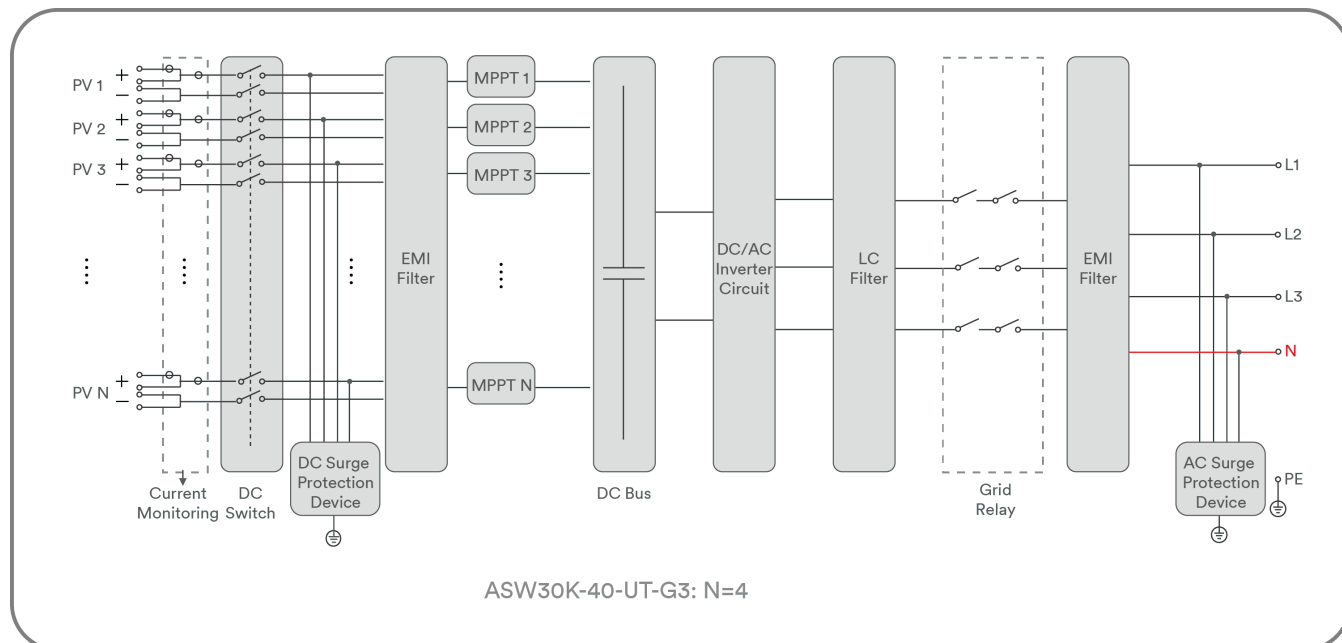 PV 1
+
−
PV 2
+
−
PV 3
+
−
PV N
+
−
Current
Monitoring
DC
Switch
DC Surge
Protection
Device
EMI
Filter
MPPT 1
MPPT 2
MPPT 3
MPPT N
DC Bus
DC/AC
Inverter
Circuit
LC
Filter
Grid
Relay
EMI
Filter
L1
L2
L3
N
AC Surge
Protection
Device
PE
ASW30K-40-UT-G3: N=4